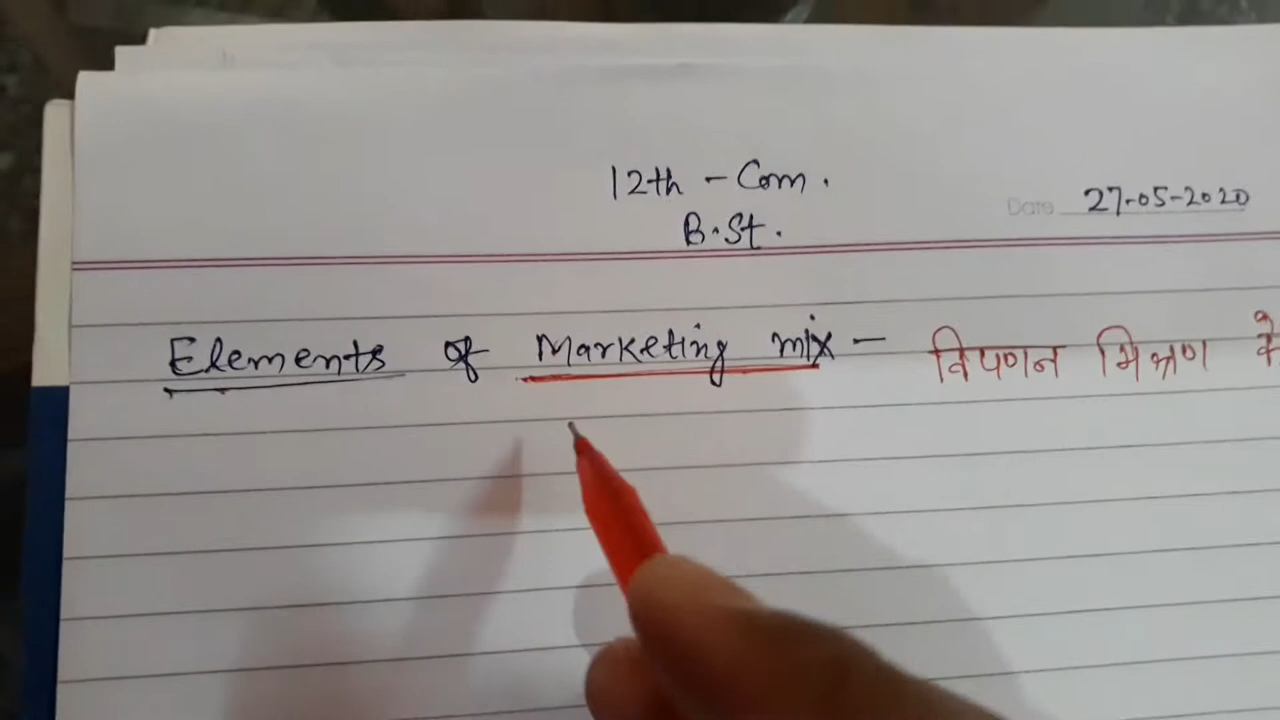 12th - Com.
B.St.
Date 27-05-2020
Elements of Marketing mix - विपणन मिश्रण के